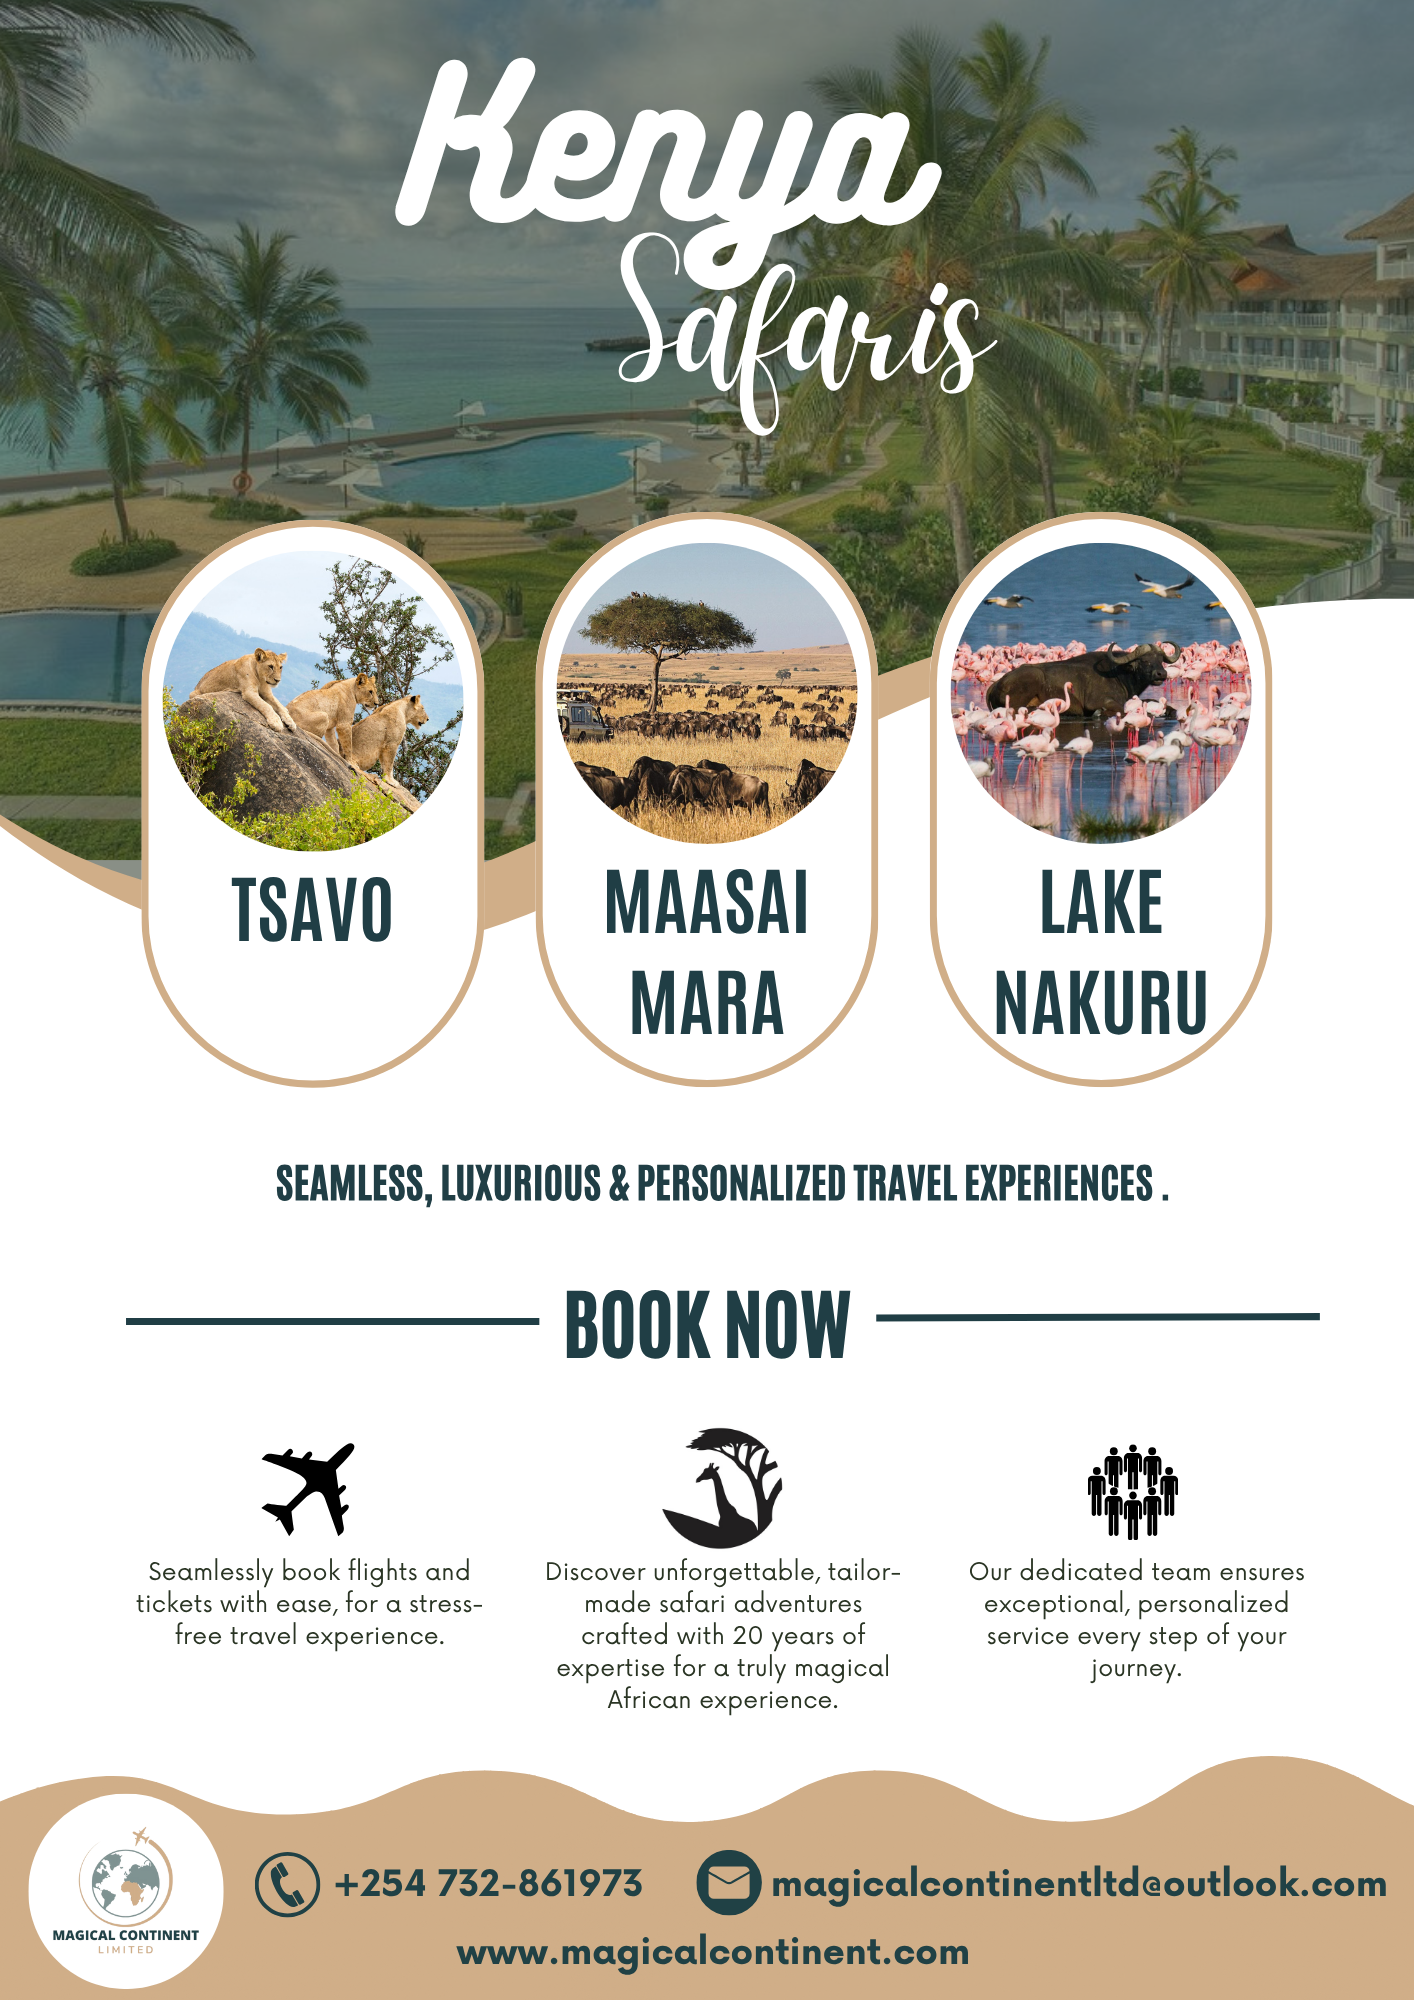 Kenya
Safaris
TSAVO
MAASAI
MARA
LAKE
NAKURU
SEAMLESS, LUXURIOUS & PERSONALIZED TRAVEL EXPERIENCES .
BOOK NOW
Seamlessly book flights and
tickets with ease, for a stress-
free travel experience.
Discover unforgettable, tailor-
made safari adventures
crafted with 20 years of
expertise for a truly magical
African experience.
Our dedicated team ensures
exceptional, personalized
service every step of your
journey.
MAGICAL CONTINENT
LIMITED
+254 732-861973
magicalcontinentltd@outlook.com
www.magicalcontinent.com